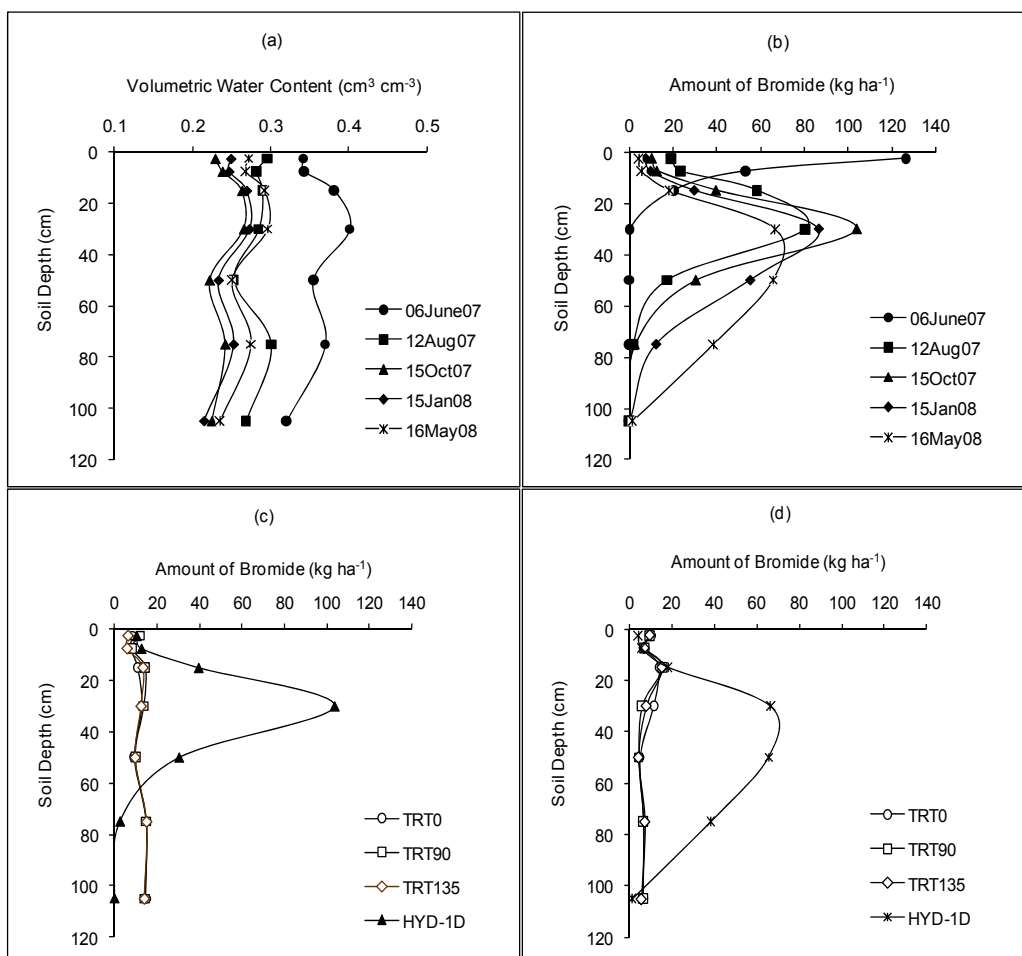 (a)
Volumetric Water Content (cm³ cm⁻³)
0.1 0.2 0.3 0.4 0.5
0
20
40
60
80
100
120
Soil Depth (cm)
06June07
12Aug07
15Oct07
15Jan08
16May08
(b)
Amount of Bromide (kg ha⁻¹)
0 20 40 60 80 100 120 140
0
20
40
60
80
100
120
Soil Depth (cm)
06June07
12Aug07
15Oct07
15Jan08
16May08
(c)
Amount of Bromide (kg ha⁻¹)
0 20 40 60 80 100 120 140
0
20
40
60
80
100
120
Soil Depth (cm)
TRT0
TRT90
TRT135
HYD-1D
(d)
Amount of Bromide (kg ha⁻¹)
0 20 40 60 80 100 120 140
0
20
40
60
80
100
120
Soil Depth (cm)
TRT0
TRT90
TRT135
HYD-1D